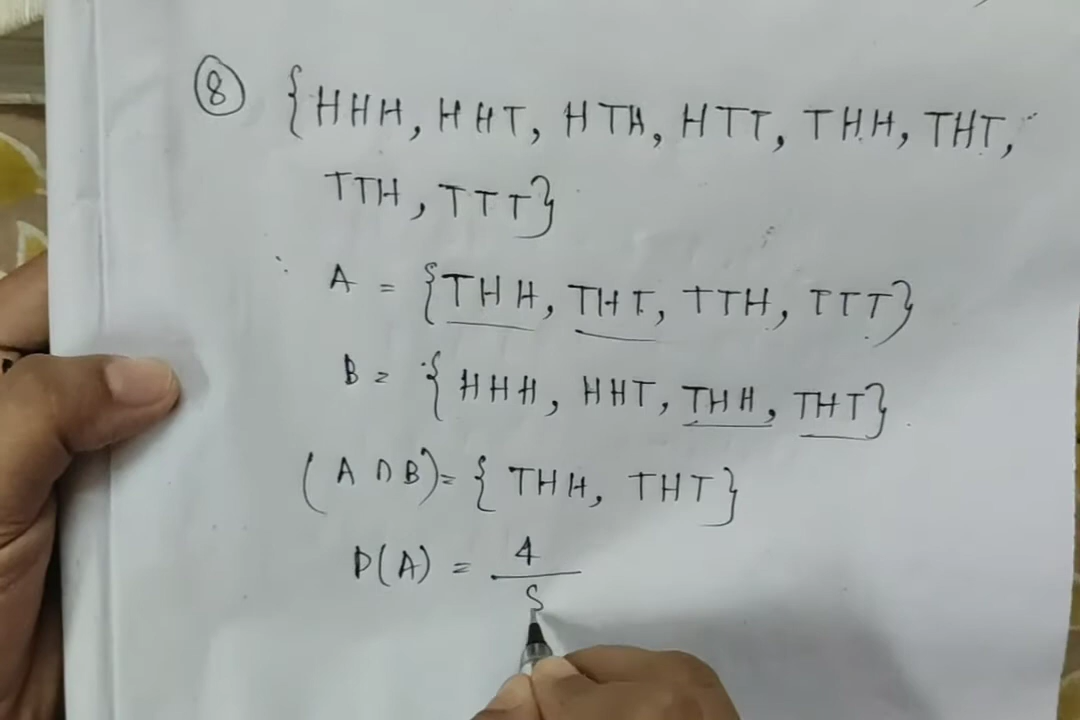 ⑧ {HHH, HHT, HTH, HTT, THH, THT,
TTH, TTT}
A = {THH, THT, TTH, TTT}
B = {HHH, HHT, THH, THT}.
(A ∩ B) = {THH, THT}
P(A) = 4